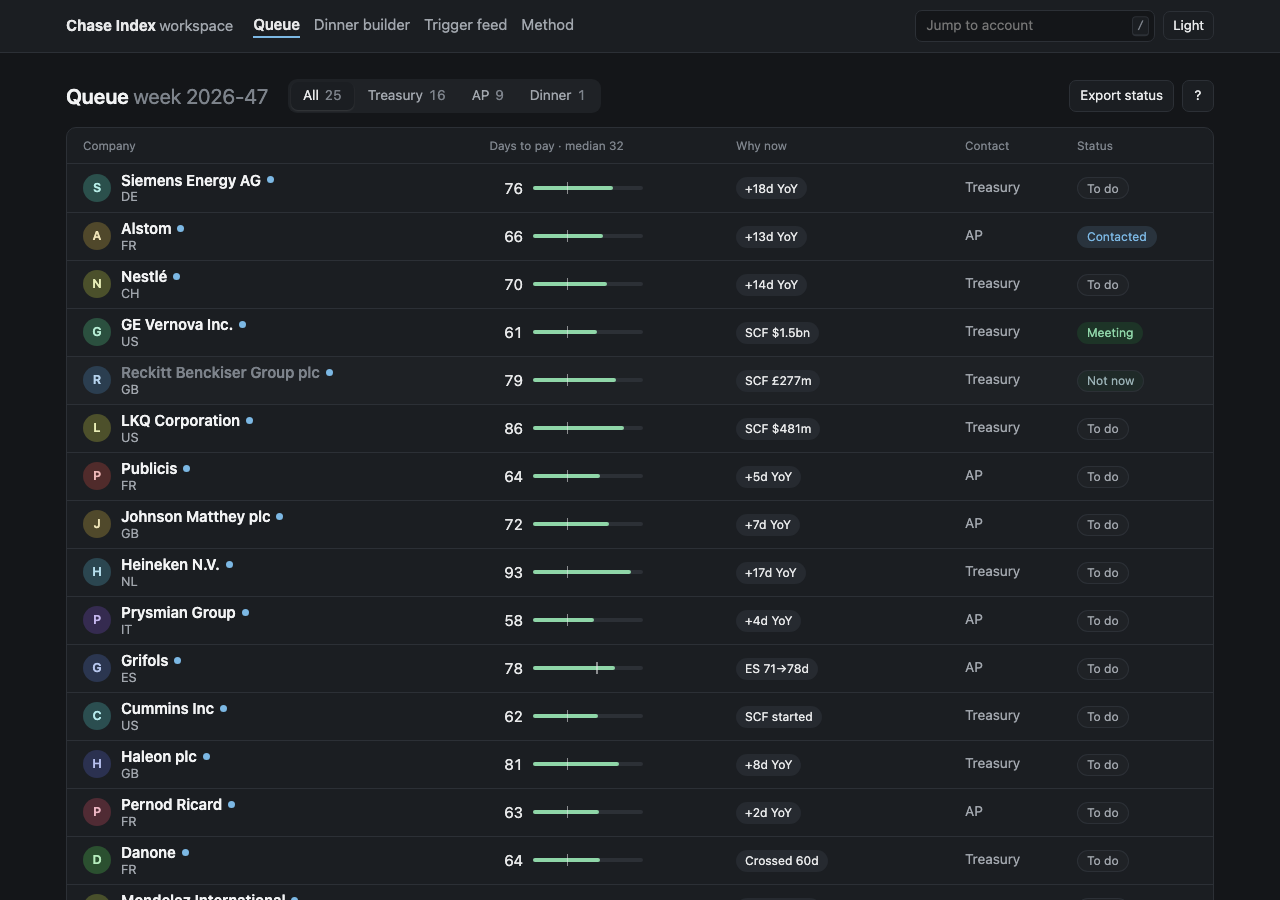 Chase Index workspace Queue Dinner builder Trigger feed Method Jump to account / Light
Queue week 2026-47 All 25 Treasury 16 AP 9 Dinner 1 Export status ?
Company Days to pay · median 32 Why now Contact Status
S Siemens Energy AG 76 +18d YoY Treasury To do
DE
A Alstom 66 +13d YoY AP Contacted
FR
N Nestlé 70 +14d YoY Treasury To do
CH
G GE Vernova Inc. 61 SCF $1.5bn Treasury Meeting
US
R Reckitt Benckiser Group plc 79 SCF £277m Treasury Not now
GB
L LKQ Corporation 86 SCF $481m Treasury To do
US
P Publicis 64 +5d YoY AP To do
FR
J Johnson Matthey plc 72 +7d YoY AP To do
GB
H Heineken N.V. 93 +17d YoY Treasury To do
NL
P Prysmian Group 58 +4d YoY AP To do
IT
G Grifols 78 ES 71→78d AP To do
ES
C Cummins Inc 62 SCF started Treasury To do
US
H Haleon plc 81 +8d YoY Treasury To do
GB
P Pernod Ricard 63 +2d YoY AP To do
FR
D Danone 64 Crossed 60d Treasury To do
FR
Mondelez International